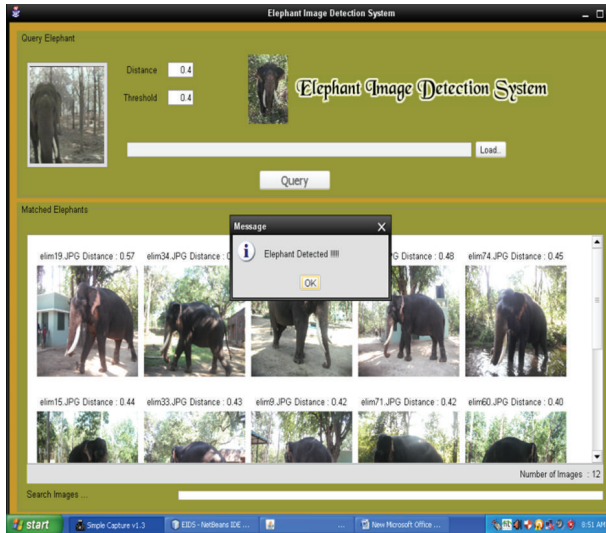 Elephant Image Detection System
Query Elephant
Distance 0.4
Threshold 0.4
Elephant Image Detection System
Load..
Query
Matched Elephants
Message
Elephant Detected !!!!!
OK
elim19.JPG Distance : 0.57
elim34.JPG Distance :
Distance : 0.48
elim74.JPG Distance : 0.45
elim15.JPG Distance : 0.44
elim33.JPG Distance : 0.43
elim9.JPG Distance : 0.42
elim71.JPG Distance : 0.42
elim60.JPG Distance : 0.40
Number of Images : 12
Search Images ...
start
Simple Capture v1.3
EIDS - NetBeans IDE ...
...
New Microsoft Office ...
8:51 AM